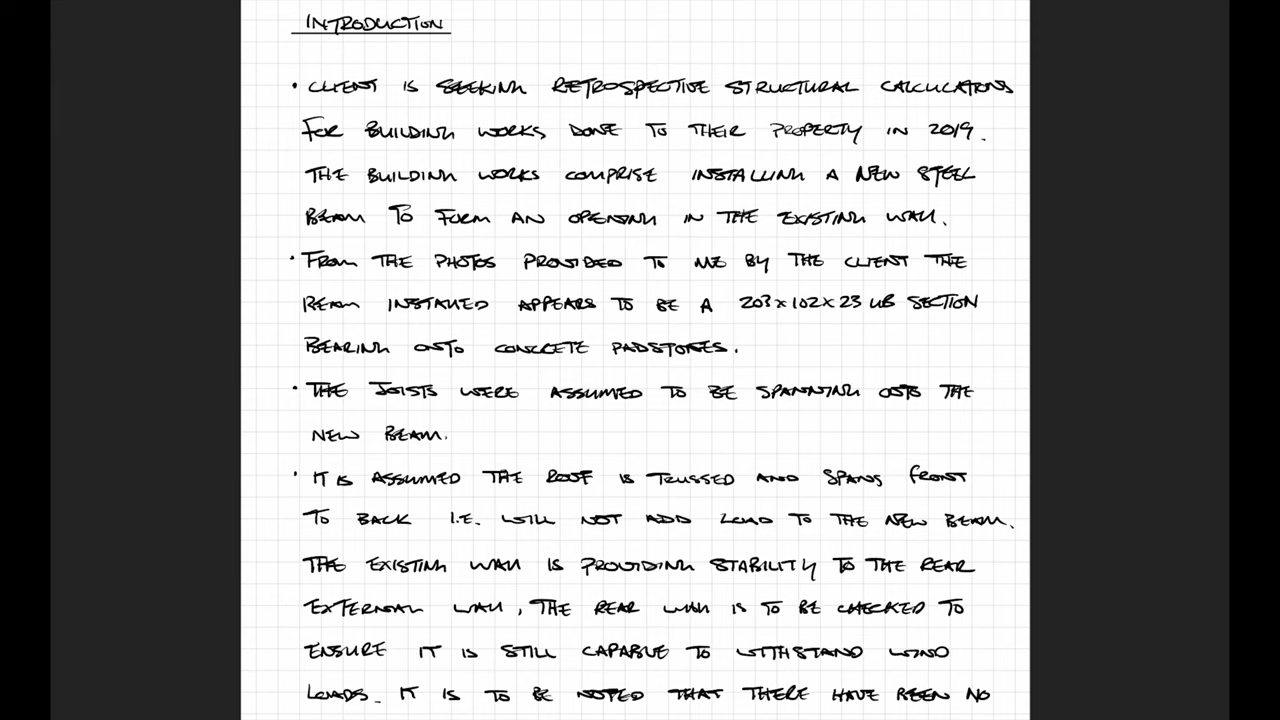 INTRODUCTION
• CLIENT IS SEEKING RETROSPECTIVE STRUCTURAL CALCULATIONS
FOR BUILDING WORKS DONE TO THEIR PROPERTY IN 2019.
THE BUILDING WORKS COMPRISE INSTALLING A NEW STEEL
BEAM TO FORM AN OPENING IN THE EXISTING WALL.
• FROM THE PHOTOS PROVIDED TO ME BY THE CLIENT THE
BEAM INSTALLED APPEARS TO BE A 203x102x23 UB SECTION
BEARING ONTO CONCRETE PADSTONES.
• THE JOISTS WERE ASSUMED TO BE SPANNING ONTO THE
NEW BEAM.
• IT IS ASSUMED THE ROOF IS TRUSSED AND SPANS FRONT
TO BACK I.E. WILL NOT ADD LOAD TO THE NEW BEAM.
THE EXISTING WALL IS PROVIDING STABILITY TO THE REAR
EXTERNAL WALL, THE REAR WALL IS TO BE CHECKED TO
ENSURE IT IS STILL CAPABLE TO WITHSTAND WIND
LOADS. IT IS TO BE NOTED THAT THERE HAVE BEEN NO